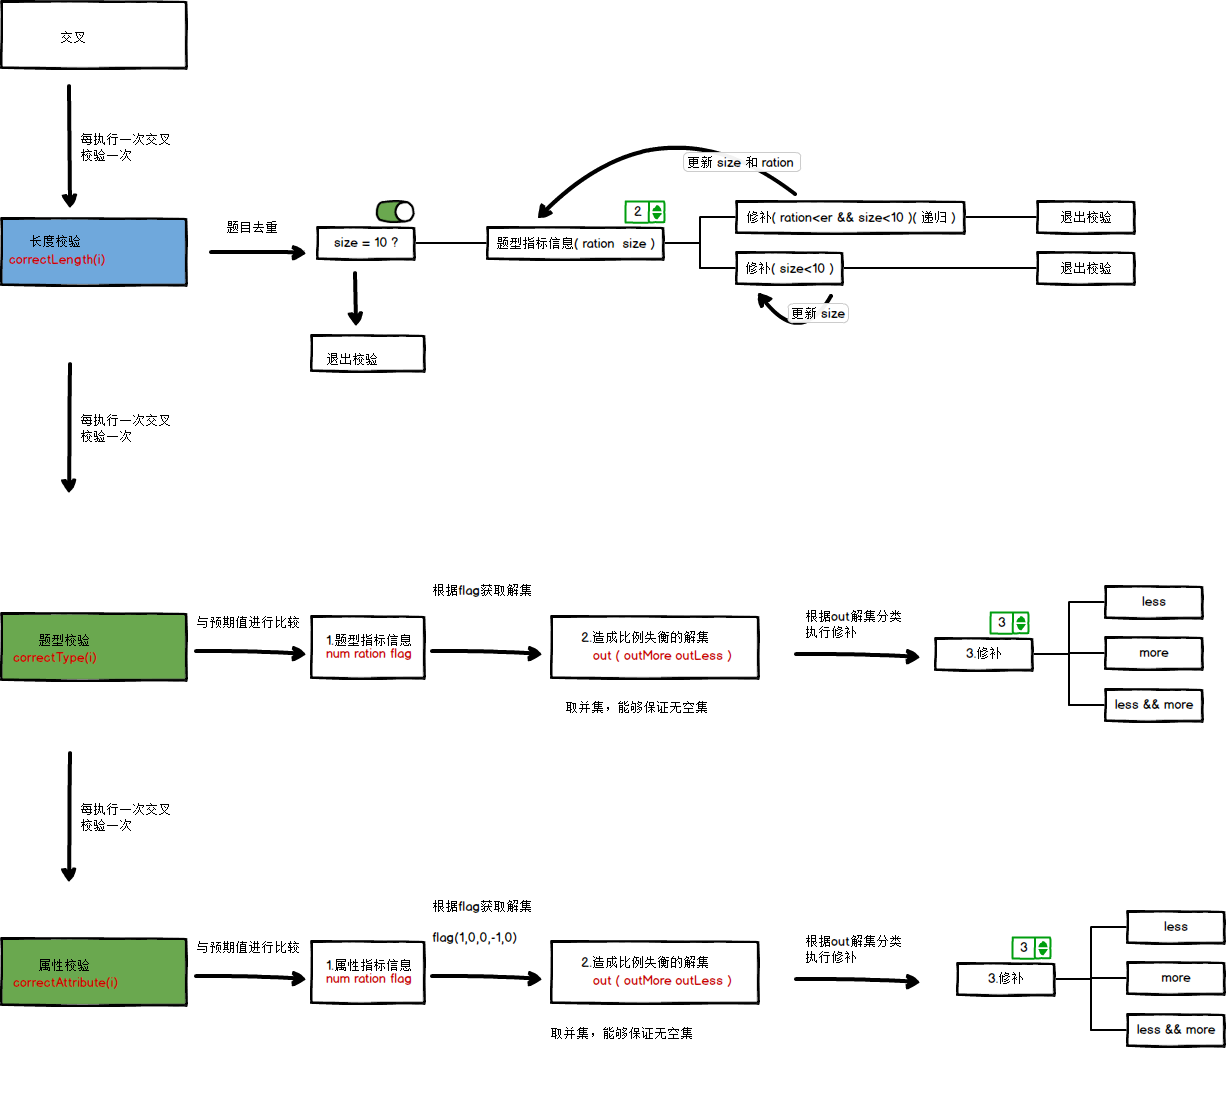 交叉
每执行一次交叉
校验一次
长度校验
correctLength(i)
题目去重
size = 10 ?
退出校验
2
题型指标信息( ration size )
更新 size 和 ration
修补( ration<er && size<10 )( 递归 )
退出校验
修补( size<10 )
退出校验
更新 size
每执行一次交叉
校验一次
题型校验
correctType(i)
与预期值进行比较
1.题型指标信息
num ration flag
根据flag获取解集
2.造成比例失衡的解集
out ( outMore outLess )
取并集，能够保证无空集
根据out解集分类
执行修补
3
3.修补
less
more
less && more
每执行一次交叉
校验一次
属性校验
correctAttribute(i)
与预期值进行比较
1.属性指标信息
num ration flag
根据flag获取解集
flag(1,0,0,-1,0)
2.造成比例失衡的解集
out ( outMore outLess )
取并集，能够保证无空集
根据out解集分类
执行修补
3
3.修补
less
more
less && more